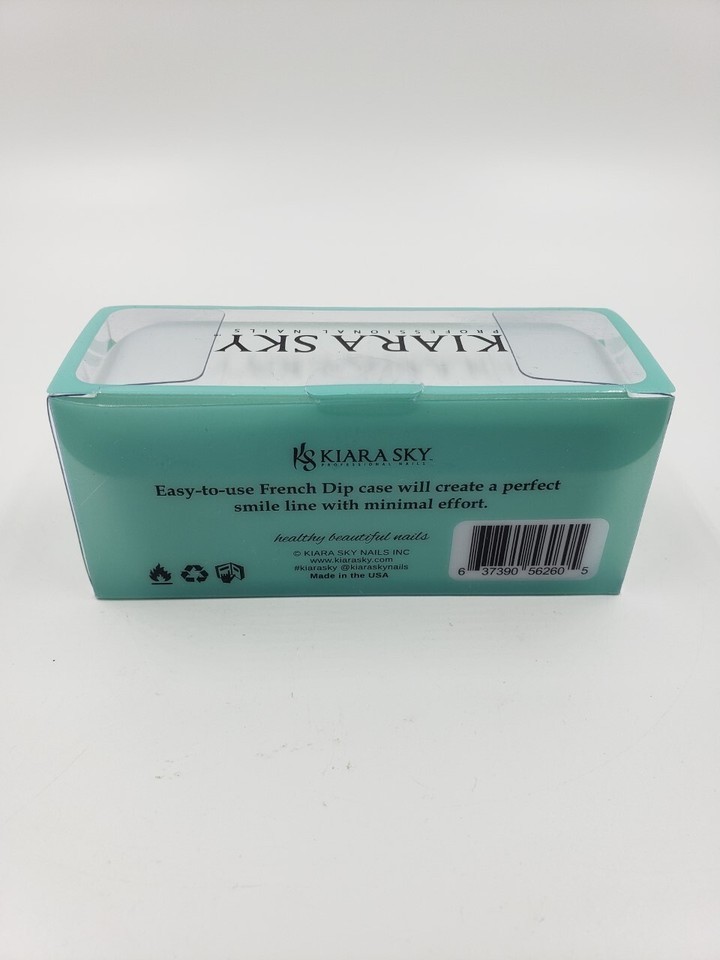 KIARA SKY
PROFESSIONAL NAILS
KS KIARA SKY
PROFESSIONAL NAILS
Easy-to-use French Dip case will create a perfect
smile line with minimal effort.
healthy beautiful nails
© KIARA SKY NAILS INC
www.kiarasky.com
#kiarasky @kiaraskynails
Made in the USA
6 37390 56260 5